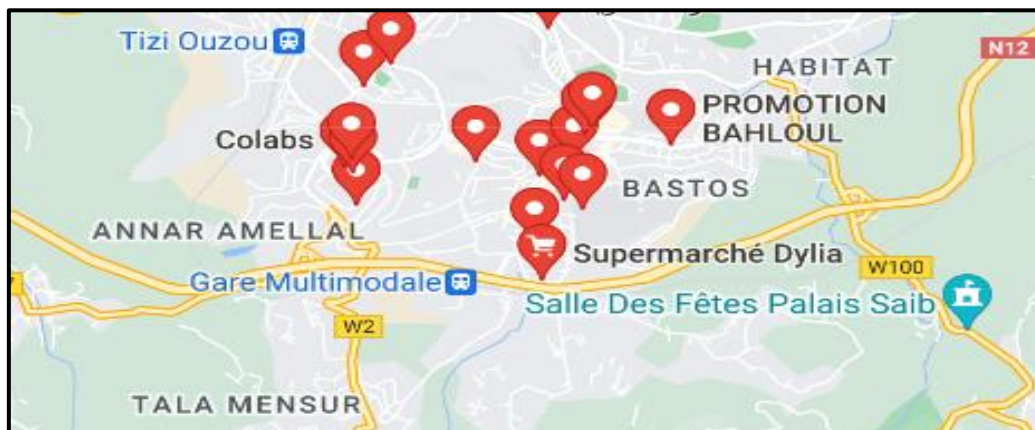 Tizi Ouzou
N12
HABITAT
PROMOTION
BAHLOUL
Colabs
BASTOS
ANNAR AMELLAL
Supermarché Dylia
W100
Gare Multimodale
Salle Des Fêtes Palais Saib
W2
TALA MENSUR